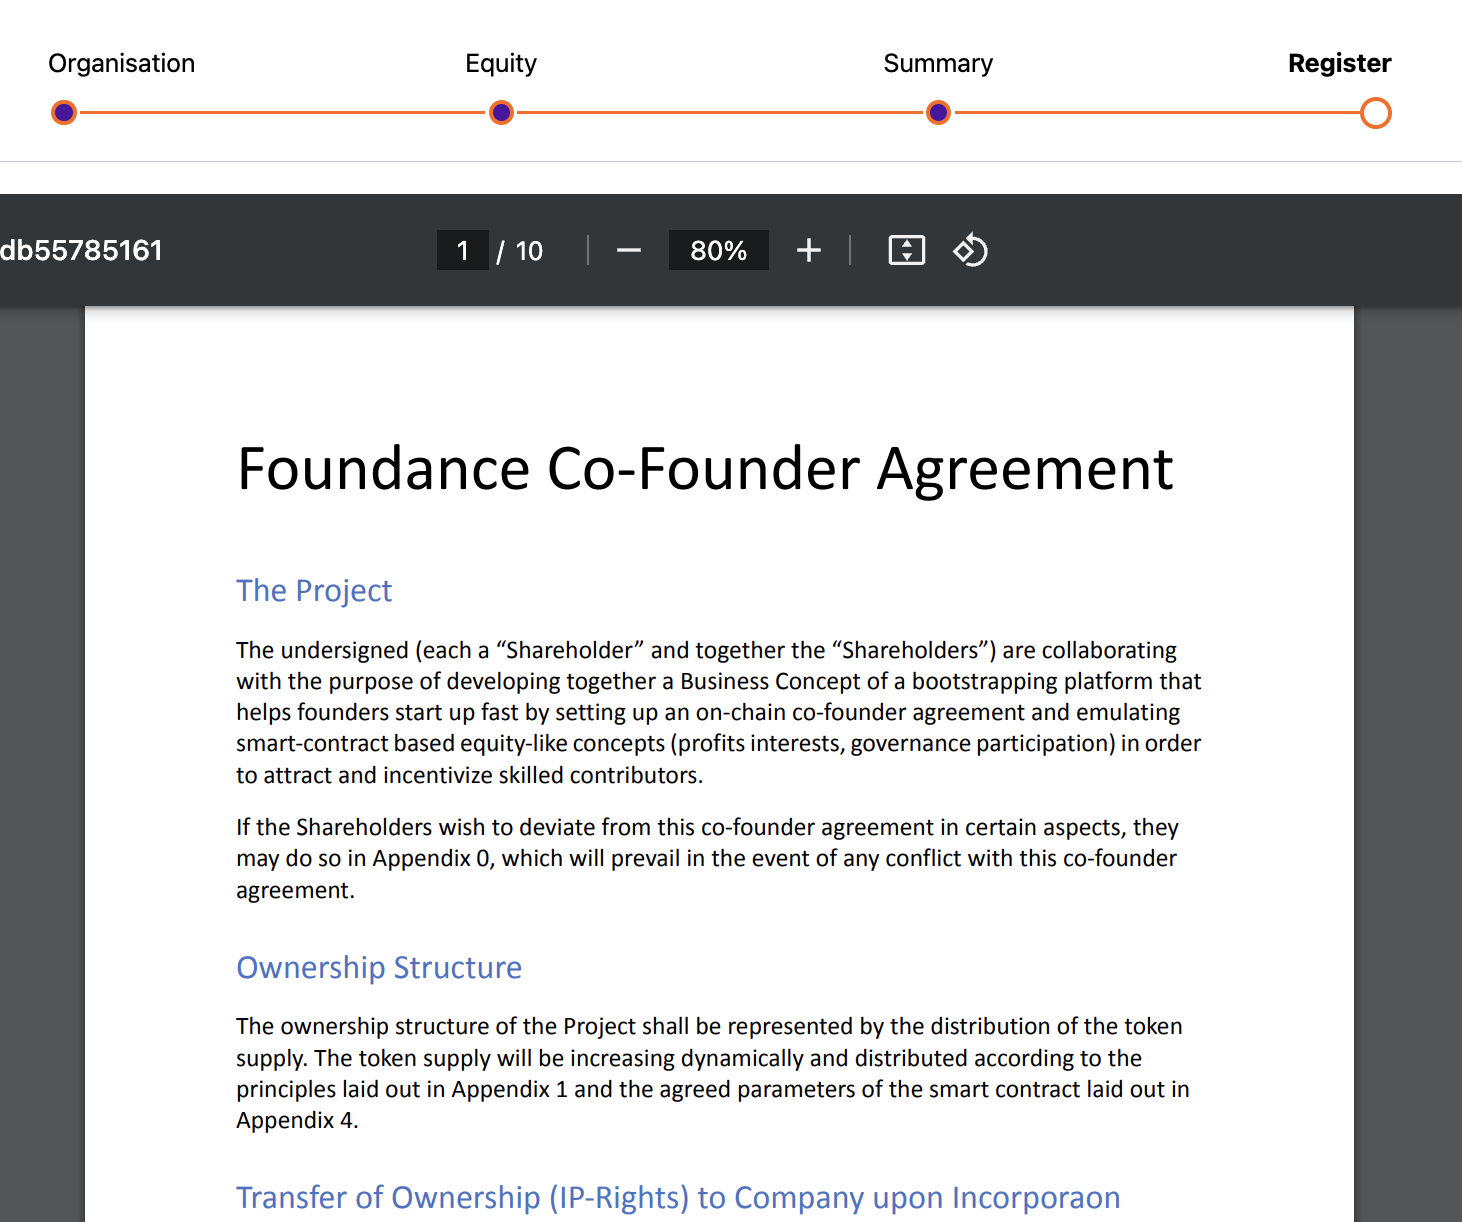 Organisation Equity Summary Register
db55785161 1 / 10 80%
Foundance Co-Founder Agreement
The Project
The undersigned (each a “Shareholder” and together the “Shareholders”) are collaborating
with the purpose of developing together a Business Concept of a bootstrapping platform that
helps founders start up fast by setting up an on-chain co-founder agreement and emulating
smart-contract based equity-like concepts (profits interests, governance participation) in order
to attract and incentivize skilled contributors.
If the Shareholders wish to deviate from this co-founder agreement in certain aspects, they
may do so in Appendix 0, which will prevail in the event of any conflict with this co-founder
agreement.
Ownership Structure
The ownership structure of the Project shall be represented by the distribution of the token
supply. The token supply will be increasing dynamically and distributed according to the
principles laid out in Appendix 1 and the agreed parameters of the smart contract laid out in
Appendix 4.
Transfer of Ownership (IP-Rights) to Company upon Incorporaon